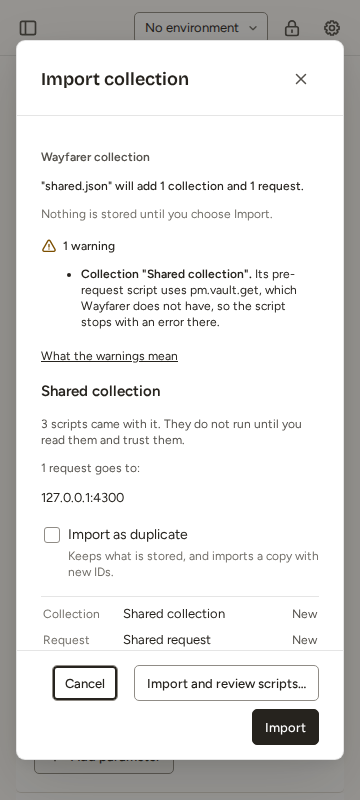 No environment
Import collection
Wayfarer collection
"shared.json" will add 1 collection and 1 request.
Nothing is stored until you choose Import.
1 warning
• Collection "Shared collection". Its pre-
request script uses pm.vault.get, which
Wayfarer does not have, so the script
stops with an error there.
What the warnings mean
Shared collection
3 scripts came with it. They do not run until you
read them and trust them.
1 request goes to:
127.0.0.1:4300
Import as duplicate
Keeps what is stored, and imports a copy with
new IDs.
Collection Shared collection New
Request Shared request New
Cancel Import and review scripts...
Import